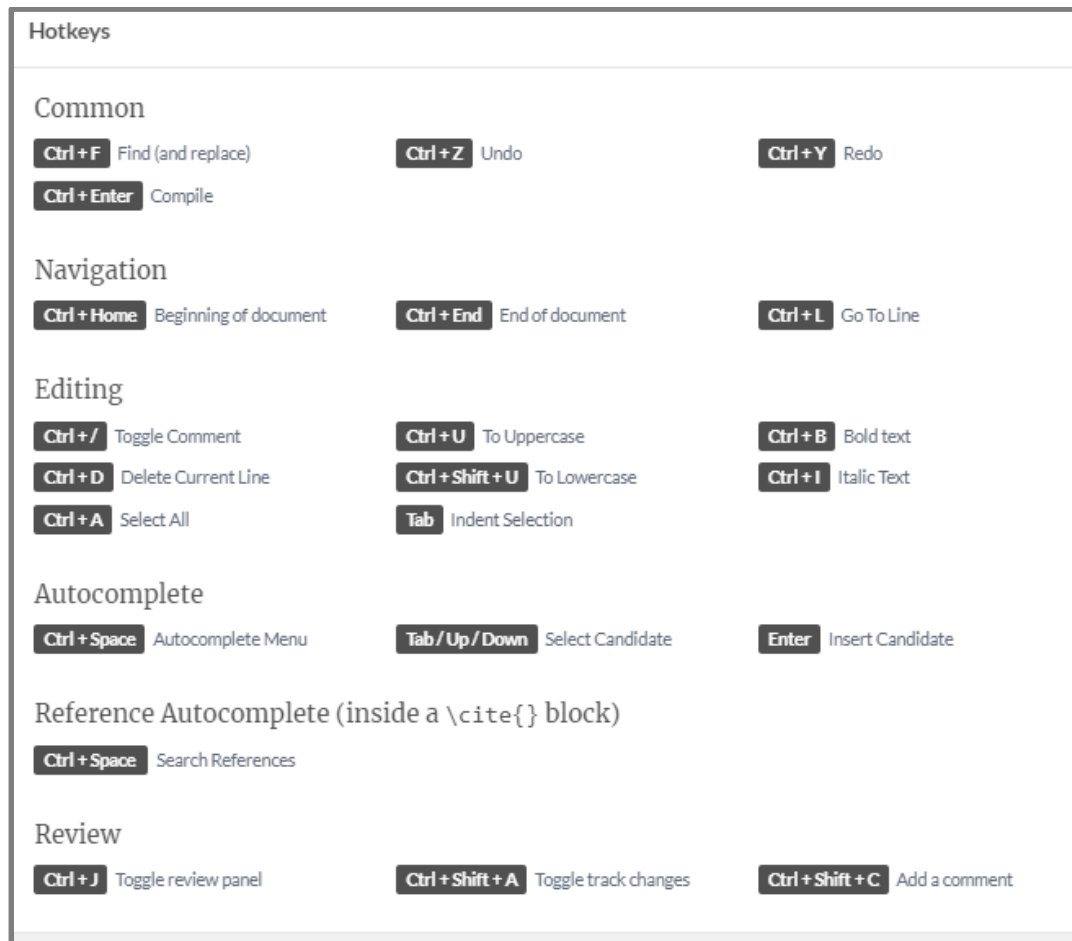 Hotkeys
Common
Ctrl + F Find (and replace) Ctrl + Z Undo Ctrl + Y Redo
Ctrl + Enter Compile
Navigation
Ctrl + Home Beginning of document Ctrl + End End of document Ctrl + L Go To Line
Editing
Ctrl + / Toggle Comment Ctrl + U To Uppercase Ctrl + B Bold text
Ctrl + D Delete Current Line Ctrl + Shift + U To Lowercase Ctrl + I Italic Text
Ctrl + A Select All Tab Indent Selection
Autocomplete
Ctrl + Space Autocomplete Menu Tab / Up / Down Select Candidate Enter Insert Candidate
Reference Autocomplete (inside a \cite{} block)
Ctrl + Space Search References
Review
Ctrl + J Toggle review panel Ctrl + Shift + A Toggle track changes Ctrl + Shift + C Add a comment